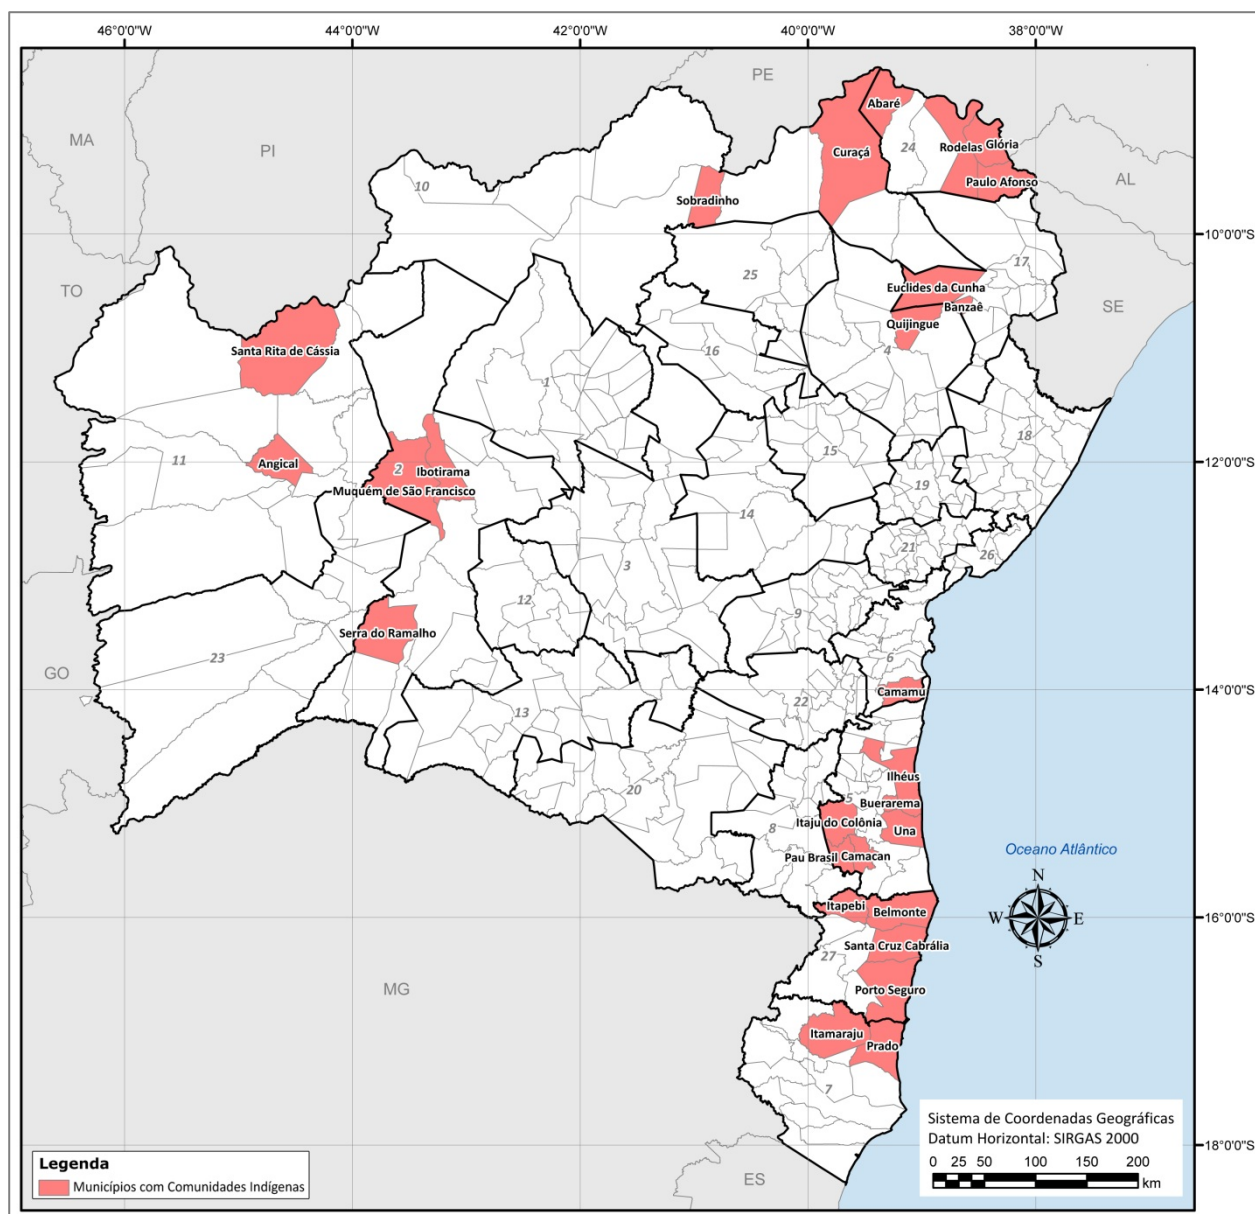 46°0'0"W
44°0'0"W
42°0'0"W
40°0'0"W
38°0'0"W
PE
Abaré
MA
PI
Curaçá
24
Rodelas
Glória
10
Sobradinho
Paulo Afonso
AL
10°0'0"S
17
25
TO
Euclides da Cunha
Banzaê
SE
Quijingue
Santa Rita de Cássia
16
4
1
11
Angical
2
Ibotirama
15
18
12°0'0"S
Muquém de São Francisco
19
14
21
26
3
12
9
Serra do Ramalho
23
6
GO
Camamu
14°0'0"S
22
13
Ilhéus
20
5
Buerarema
Itaju do Colônia
8
Una
Pau Brasil
Camacan
Oceano Atlântico
N
Itapebi
Belmonte
W
E
16°0'0"S
Santa Cruz Cabrália
27
S
MG
Porto Seguro
Itamaraju
Prado
7
Sistema de Coordenadas Geográficas
Datum Horizontal: SIRGAS 2000
18°0'0"S
Legenda
Municípios com Comunidades Indígenas
ES
0 25 50 100 150 200
km